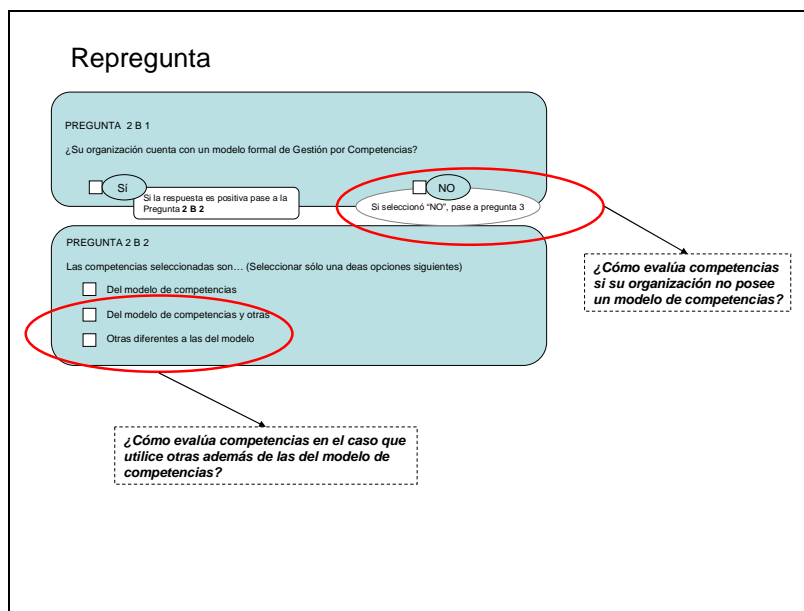 Repregunta
PREGUNTA 2 B 1
¿Su organización cuenta con un modelo formal de Gestión por Competencias?
Sí
NO
Si la respuesta es positiva pase a la
Pregunta 2 B 2
Si seleccionó “NO”, pase a pregunta 3
PREGUNTA 2 B 2
Las competencias seleccionadas son… (Seleccionar sólo una deas opciones siguientes)
Del modelo de competencias
Del modelo de competencias y otras
Otras diferentes a las del modelo
¿Cómo evalúa competencias
si su organización no posee
un modelo de competencias?
¿Cómo evalúa competencias en el caso que
utilice otras además de las del modelo de
competencias?